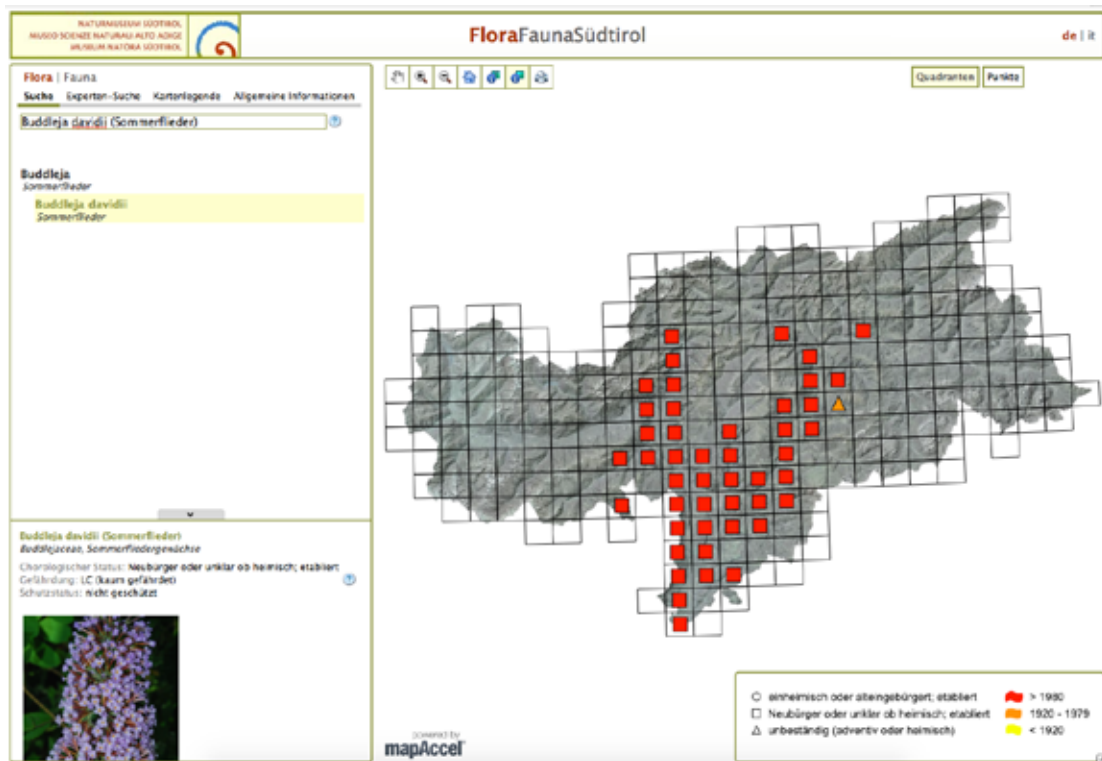 NATURMUSEUM SÜDTIROL
MUSEO SCIENZE NATURALI ALTO ADIGE
MUSEUM NATÖRA SÜDTIROL
FloraFaunaSüdtirol
de | it
Flora | Fauna
Suche Experten-Suche Kartenlegende Allgemeine Informationen
Buddleja davidii (Sommerflieder)
Buddleja
Sommerflieder
Buddleja davidii
Sommerflieder
Quadranten Punkte
Buddleja davidii (Sommerflieder)
Buddlejaceae, Sommerfliedergewächse
Chorologischer Status: Neubürger oder unklar ob heimisch; etabliert
Gefährdung: LC (kaum gefährdet)
Schutzstatus: nicht geschützt
powered by
mapAccel
einheimisch oder alteingebürgert; etabliert > 1980
Neubürger oder unklar ob heimisch; etabliert 1920 - 1979
unbeständig (adventiv oder heimisch) < 1920